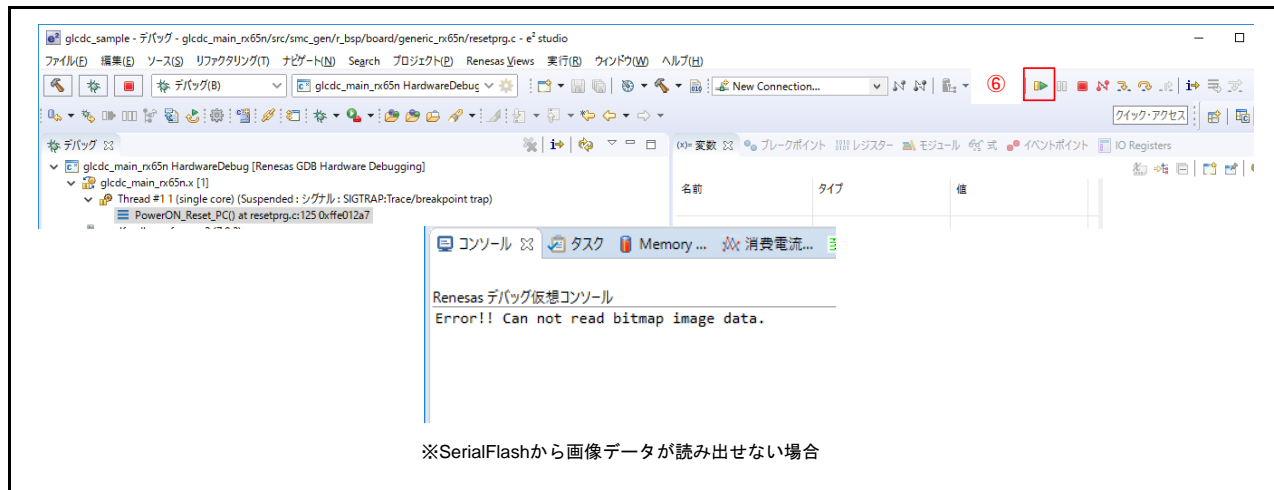 glcdc_sample - デバッグ - glcdc_main_rx65n/src/smc_gen/r_bsp/board/generic_rx65n/resetprg.c - e² studio
ファイル(F) 編集(E) ソース(S) リファクタリング(T) ナビゲート(N) Search プロジェクト(P) Renesas Views 実行(R) ウィンドウ(W) ヘルプ(H)
デバッグ(B) glcdc_main_rx65n HardwareDebug New Connection... ⑥
クイック・アクセス
デバッグ (x)= 変数 ブレークポイント レジスター モジュール 式 イベントポイント IO Registers
glcdc_main_rx65n HardwareDebug [Renesas GDB Hardware Debugging]
glcdc_main_rx65n.x [1]
名前 タイプ 値
Thread #1 1 (single core) (Suspended : シグナル : SIGTRAP:Trace/breakpoint trap)
PowerON_Reset_PC() at resetprg.c:125 0xffe012a7
コンソール タスク Memory ... 消費電流...
Renesas デバッグ仮想コンソール
Error!! Can not read bitmap image data.
※SerialFlashから画像データが読み出せない場合